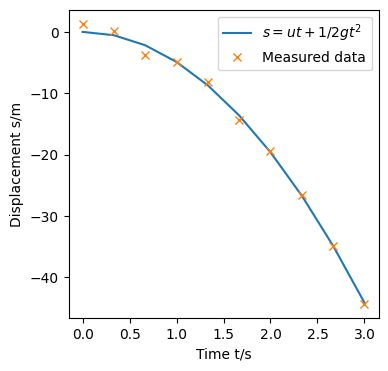 s = ut + 1/2gt²
Measured data
Displacement s/m
0
−10
−20
−30
−40
0.0 0.5 1.0 1.5 2.0 2.5 3.0
Time t/s